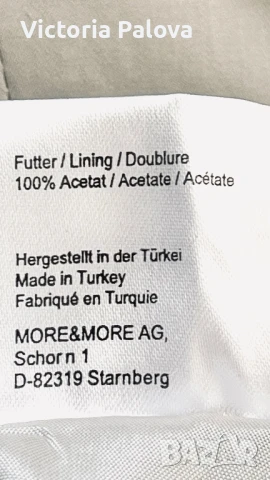 Victoria Palova
Futter / Lining / Doublure
100% Acetat / Acetate / Acétate
Hergestellt in der Türkei
Made in Turkey
Fabriqué en Turquie
MORE&MORE AG,
Schorn 1
D-82319 Starnberg
BAZAR